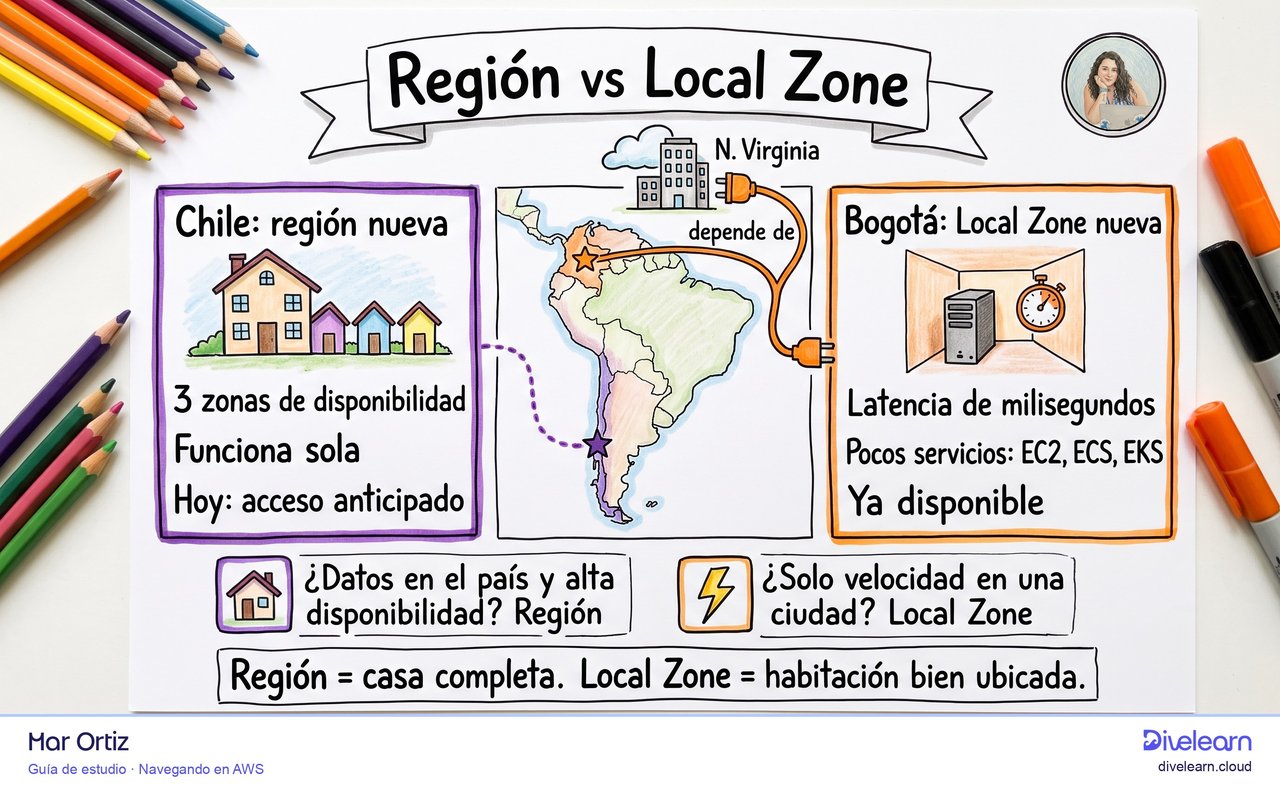 Región vs Local Zone
N. Virginia
depende de
Chile: región nueva
3 zonas de disponibilidad
Funciona sola
Hoy: acceso anticipado
Bogotá: Local Zone nueva
Latencia de milisegundos
Pocos servicios: EC2, ECS, EKS
Ya disponible
¿Datos en el país y alta
disponibilidad? Región
¿Solo velocidad en una
ciudad? Local Zone
Región = casa completa. Local Zone = habitación bien ubicada.
Mar Ortiz
Guía de estudio · Navegando en AWS
Divelearn
divelearn.cloud